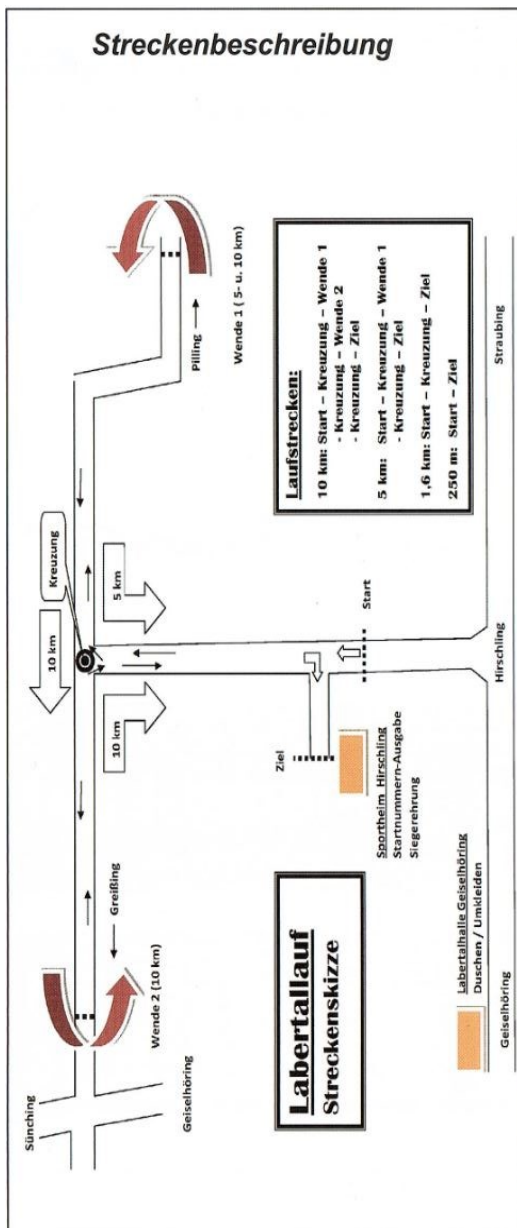 Streckenbeschreibung
Sünching
Geiselhöring
Wende 2 (10 km)
Greißing
10 km
Kreuzung
10 km
5 km
Pilling
Wende 1 ( 5- u. 10 km)
Labertallauf
Streckenskizze
Ziel
Sportheim Hirschling
Startnummern-Ausgabe
Siegerehrung
Start
Laufstrecken:
10 km: Start – Kreuzung – Wende 1
- Kreuzung – Wende 2
- Kreuzung – Ziel
5 km: Start – Kreuzung – Wende 1
- Kreuzung – Ziel
1,6 km: Start – Kreuzung – Ziel
250 m: Start – Ziel
Labertalhalle Geiselhöring
Duschen / Umkleiden
Geiselhöring
Hirschling
Straubing